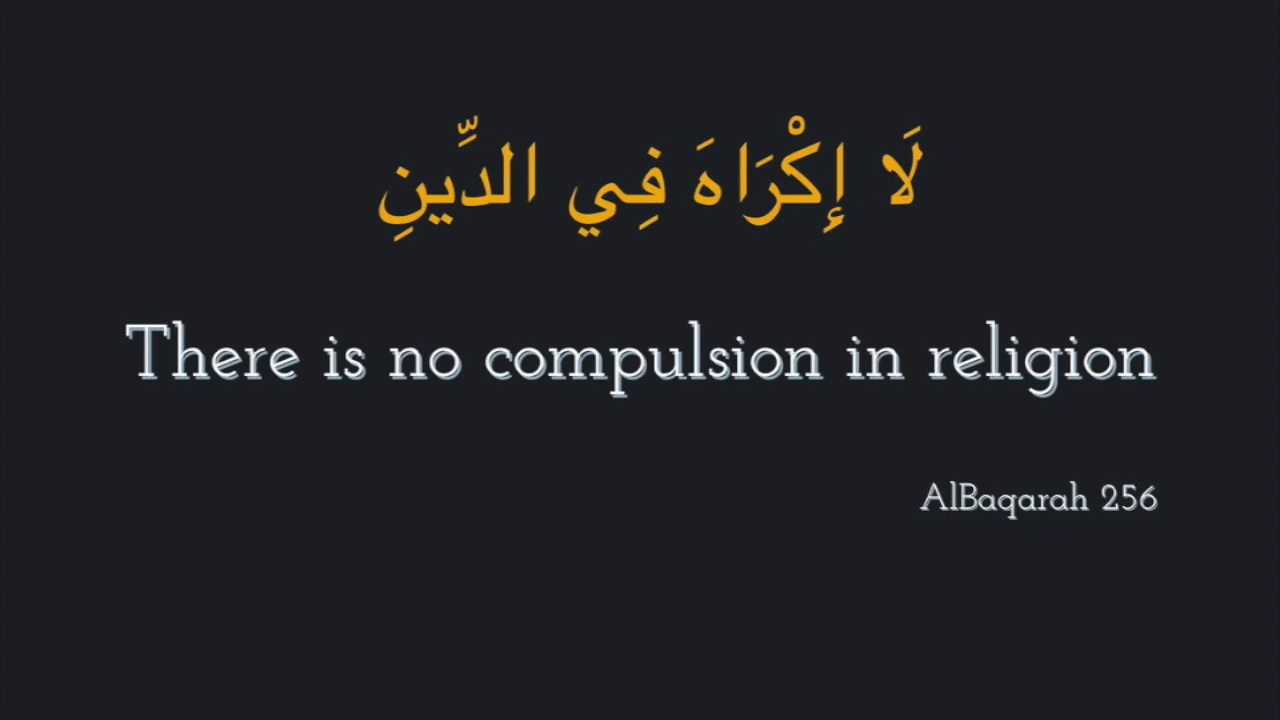 لَا إِكْرَاهَ فِي الدِّينِ
There is no compulsion in religion
AlBaqarah 256